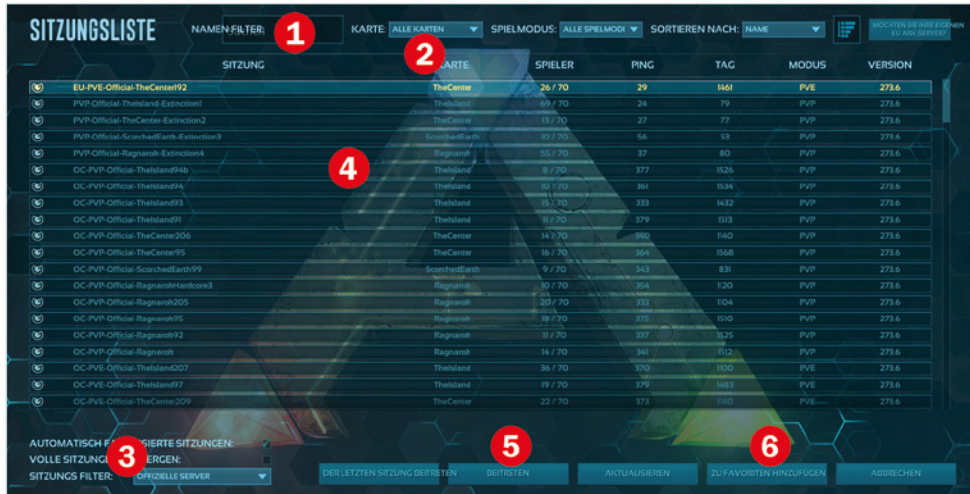 SITZUNGSLISTE NAMEN FILTER: 1 KARTE: ALLE KARTEN SPIELMODUS: ALLE SPIELMODI SORTIEREN NACH: NAME MÖCHTEN SIE IHRE EIGENEN
EU ARK SERVER?
2
SITZUNG KARTE SPIELER PING TAG MODUS VERSION
EU-PVE-Official-TheCenter192 TheCenter 26 / 70 29 1461 PVE 273.6
PVP-Official-TheIsland-Extinction1 TheIsland 69 / 70 24 79 PVP 273.6
PVP-Official-TheCenter-Extinction2 TheCenter 13 / 70 27 77 PVP 273.6
PVP-Official-ScorchedEarth-Extinction3 ScorchedEarth 10 / 70 56 53 PVP 273.6
PVP-Official-Ragnarok-Extinction4 Ragnarok 55 / 70 37 80 PVP 273.6
4
OC-PVP-Official-TheIsland94b TheIsland 8 / 70 377 1526 PVP 273.6
OC-PVP-Official-TheIsland94 TheIsland 10 / 70 361 1534 PVP 273.6
OC-PVP-Official-TheIsland93 TheIsland 15 / 70 333 1432 PVP 273.6
OC-PVP-Official-TheIsland91 TheIsland 11 / 70 379 1513 PVP 273.6
OC-PVP-Official-TheCenter206 TheCenter 14 / 70 340 1140 PVP 273.6
OC-PVP-Official-TheCenter95 TheCenter 16 / 70 364 1568 PVP 273.6
OC-PVP-Official-ScorchedEarth99 ScorchedEarth 9 / 70 343 831 PVP 273.6
OC-PVP-Official-RagnarokHardcore3 Ragnarok 10 / 70 354 1120 PVP 273.6
OC-PVP-Official-Ragnarok205 Ragnarok 20 / 70 333 1104 PVP 273.6
OC-PVP-Official-Ragnarok95 Ragnarok 18 / 70 375 1510 PVP 273.6
OC-PVP-Official-Ragnarok92 Ragnarok 11 / 70 337 1525 PVP 273.6
OC-PVP-Official-Ragnarok Ragnarok 14 / 70 341 1512 PVP 273.6
OC-PVE-Official-TheIsland207 TheIsland 36 / 70 370 1100 PVE 273.6
OC-PVE-Official-TheIsland97 TheIsland 19 / 70 379 1483 PVE 273.6
OC-PVE-Official-TheCenter209 TheCenter 22 / 70 373 1140 PVE 273.6
AUTOMATISCH SIERTE SITZUNGEN:
VOLLE SITZUNGE ERGEN:
3 5 6
SITZUNGS FILTER: OFFIZIELLE SERVER DER LETZTEN SITZUNG BEITRETEN BEITRETEN AKTUALISIEREN ZU FAVORITEN HINZUFÜGEN ABBRECHEN